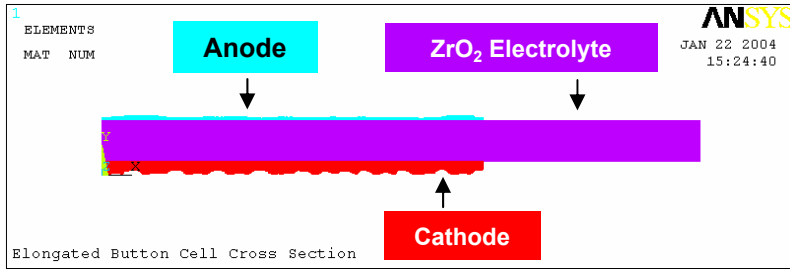 1
ELEMENTS
MAT NUM
Anode
ZrO₂ Electrolyte
ANSYS
JAN 22 2004
15:24:40
Y
X
Cathode
Elongated Button Cell Cross Section